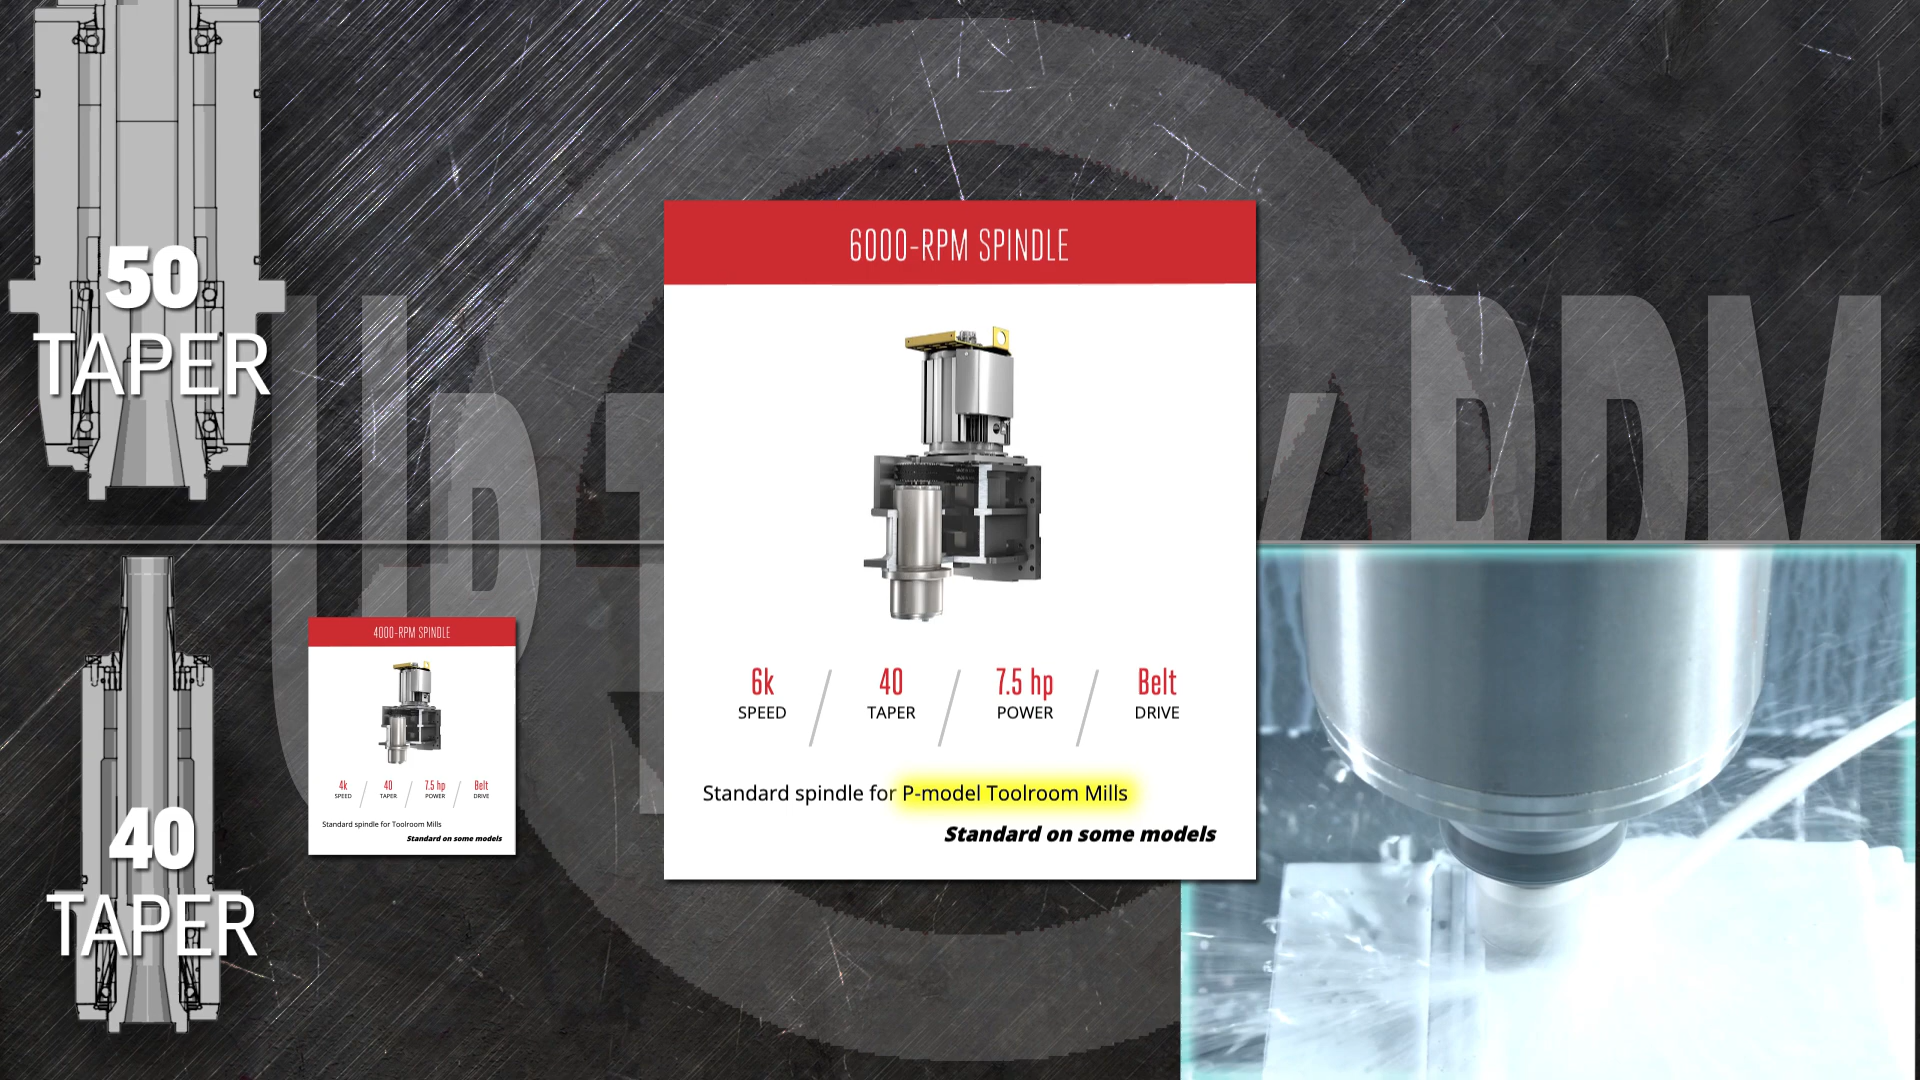 50
TAPER
40
TAPER
4000-RPM SPINDLE
4k
SPEED
40
TAPER
7.5 hp
POWER
Belt
DRIVE
Standard spindle for Toolroom Mills
Standard on some models
6000-RPM SPINDLE
6k
SPEED
40
TAPER
7.5 hp
POWER
Belt
DRIVE
Standard spindle for P-model Toolroom Mills
Standard on some models
RPM